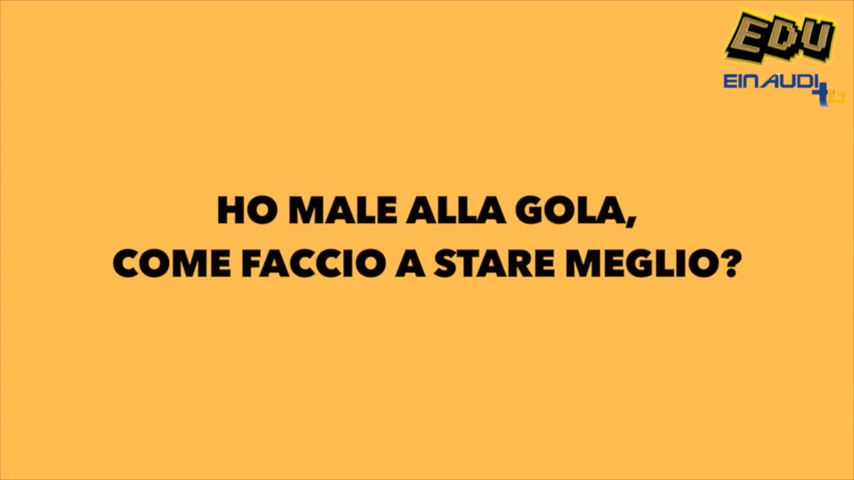 EDU
EINAUDI
HO MALE ALLA GOLA,
COME FACCIO A STARE MEGLIO?